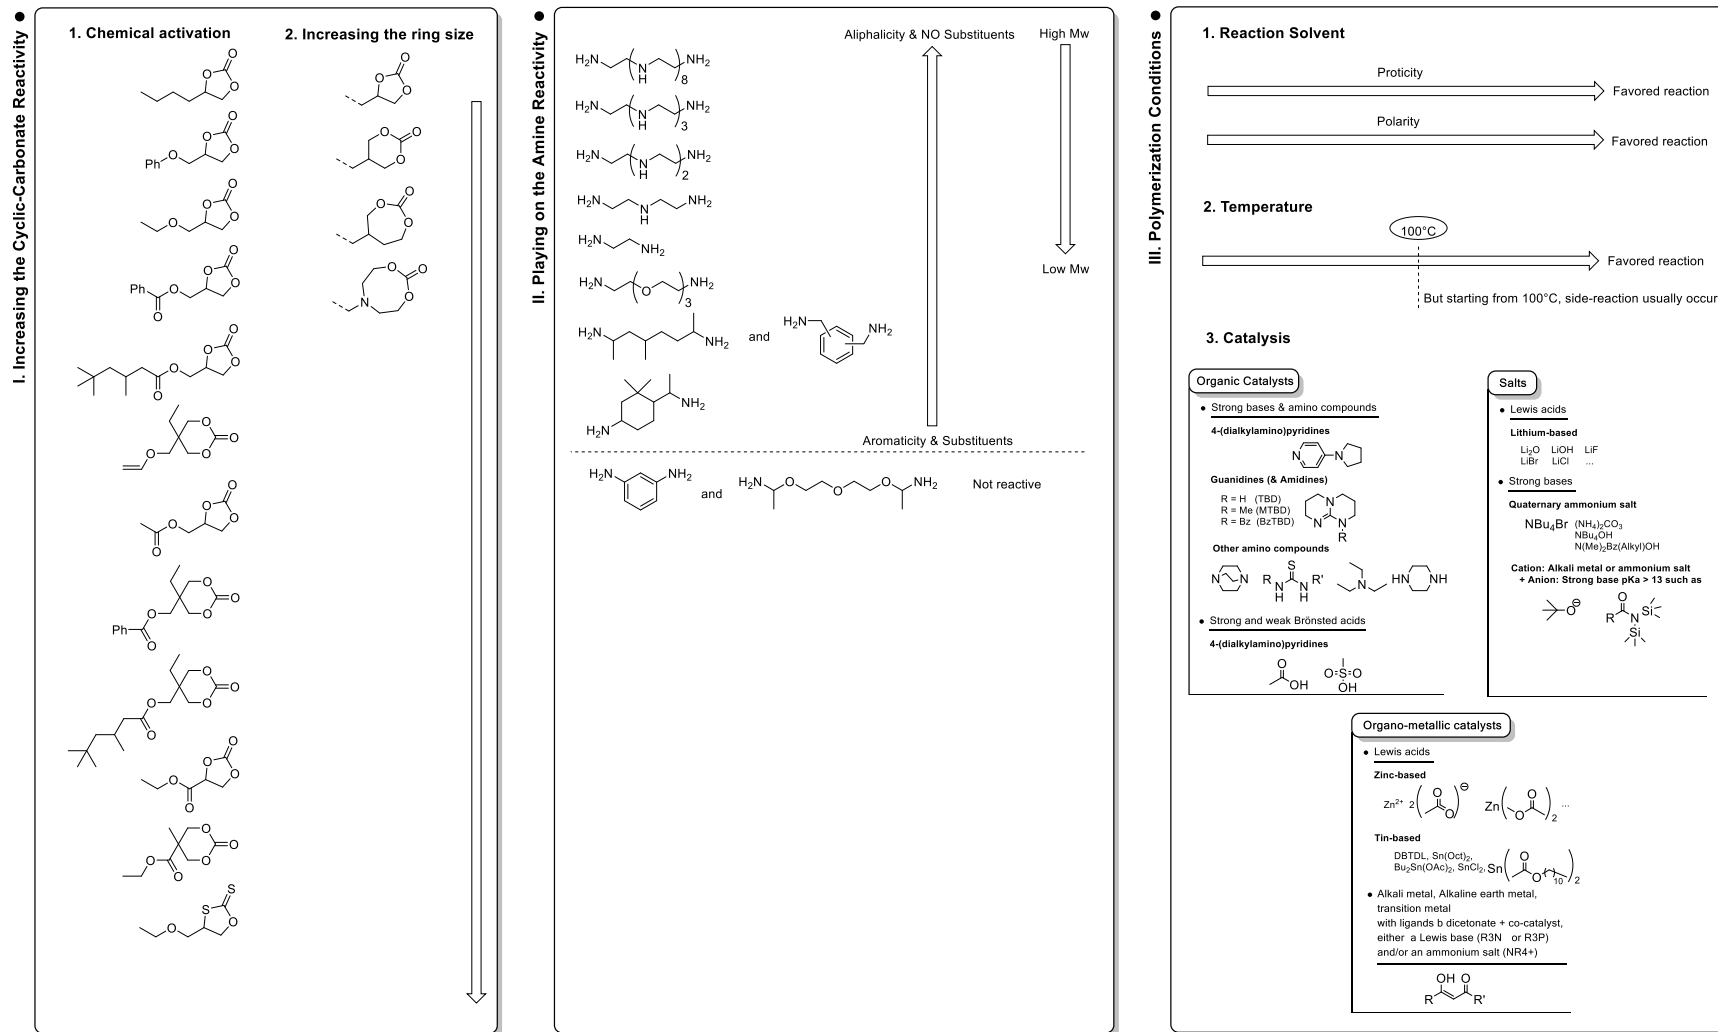 I. Increasing the Cyclic-Carbonate Reactivity ●
1. Chemical activation
2. Increasing the ring size
II. Playing on the Amine Reactivity ●
Aliphalicity & NO Substituents
High Mw
Low Mw
and
Aromaticity & Substituents
and
Not reactive
III. Polymerization Conditions ●
1. Reaction Solvent
Proticity
Favored reaction
Polarity
Favored reaction
2. Temperature
100°C
Favored reaction
But starting from 100°C, side-reaction usually occur
3. Catalysis
Organic Catalysts
● Strong bases & amino compounds
4-(dialkylamino)pyridines
Guanidines (& Amidines)
R = H (TBD)
R = Me (MTBD)
R = Bz (BzTBD)
Other amino compounds
● Strong and weak Brönsted acids
4-(dialkylamino)pyridines
Salts
● Lewis acids
Lithium-based
Li2O LiOH LiF
LiBr LiCl ...
● Strong bases
Quaternary ammonium salt
NBu4Br (NH4)2CO3
NBu4OH
N(Me)2Bz(Alkyl)OH
Cation: Alkali metal or ammonium salt
+ Anion: Strong base pKa > 13 such as
Organo-metallic catalysts
● Lewis acids
Zinc-based
Zn2+ 2
Zn 2 ...
Tin-based
DBTDL, Sn(Oct)2,
Bu2Sn(OAc)2, SnCl2, Sn
● Alkali metal, Alkaline earth metal,
transition metal
with ligands b dicetonate + co-catalyst,
either a Lewis base (R3N or R3P)
and/or an ammonium salt (NR4+)